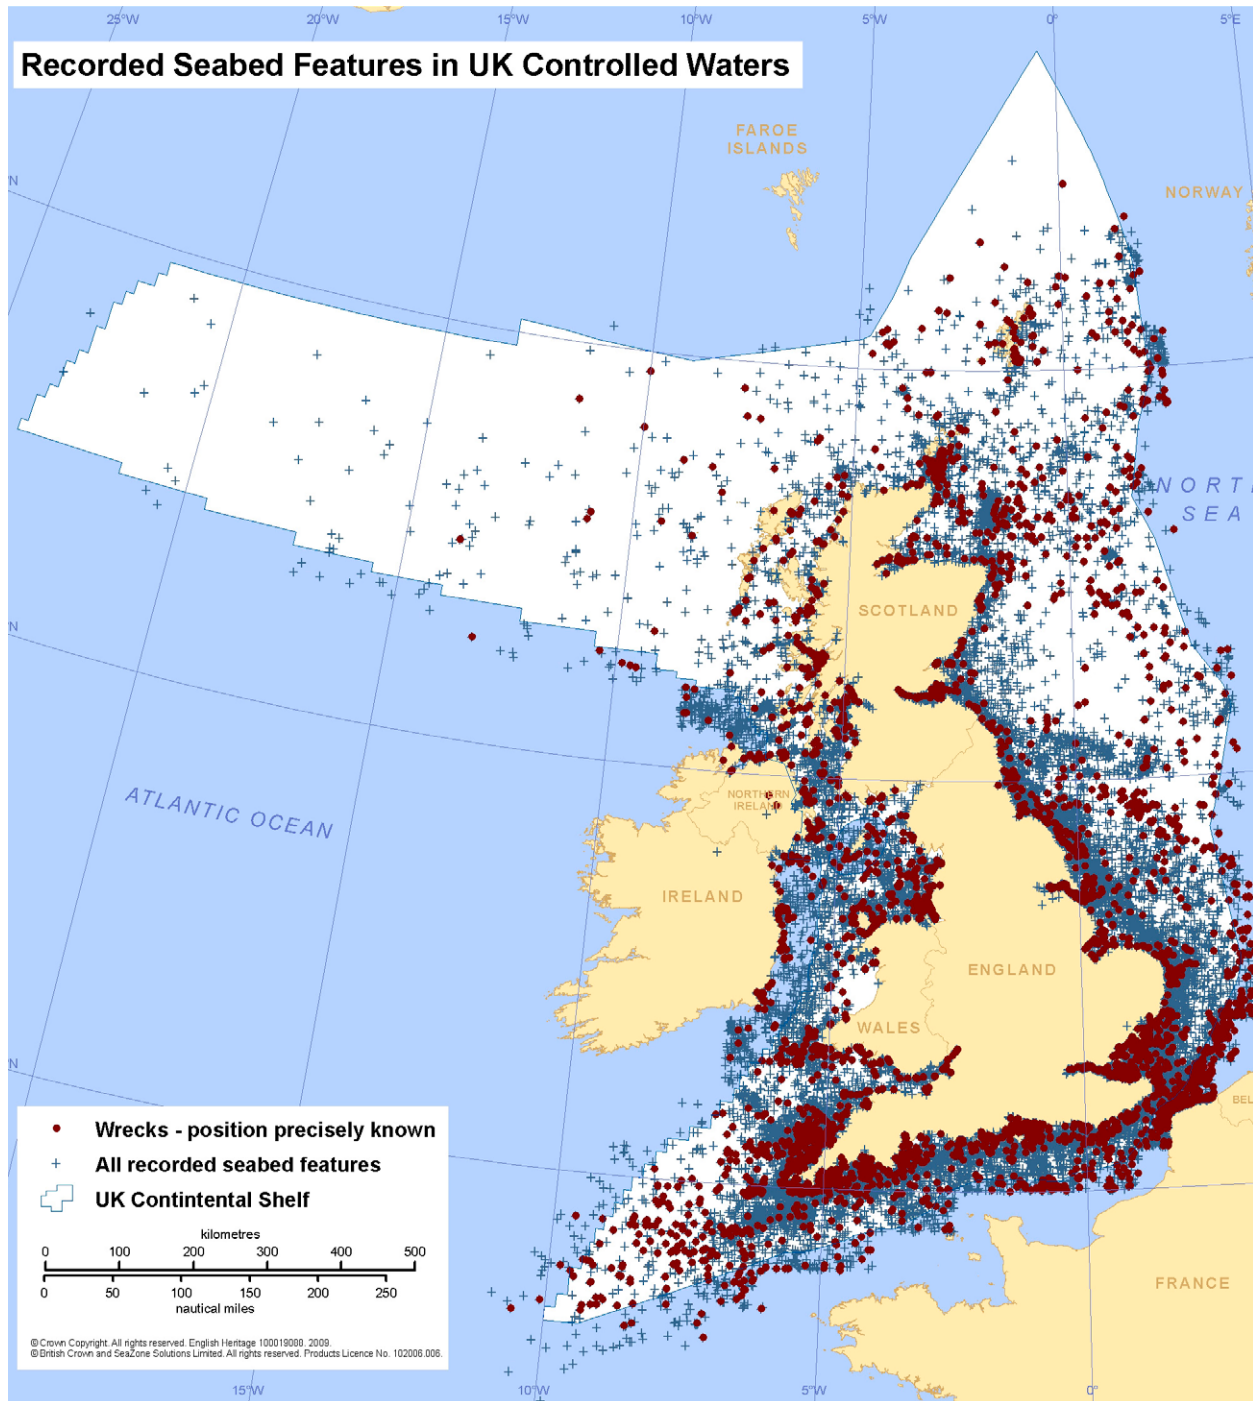 25°W 20°W 15°W 10°W 5°W 0° 5°E
Recorded Seabed Features in UK Controlled Waters
FAROE
ISLANDS
°N
NORWAY
NORT
SEA
SCOTLAND
°N
ATLANTIC OCEAN
NORTHERN
IRELAND
IRELAND
ENGLAND
WALES
°N
BEL
Wrecks - position precisely known
All recorded seabed features
UK Contintental Shelf
kilometres
0 100 200 300 400 500
0 50 100 150 200 250
nautical miles
FRANCE
© Crown Copyright. All rights reserved. English Heritage 100019088. 2009.
© British Crown and SeaZone Solutions Limited. All rights reserved. Products Licence No. 102006.006.
15°W 10°W 5°W 0°